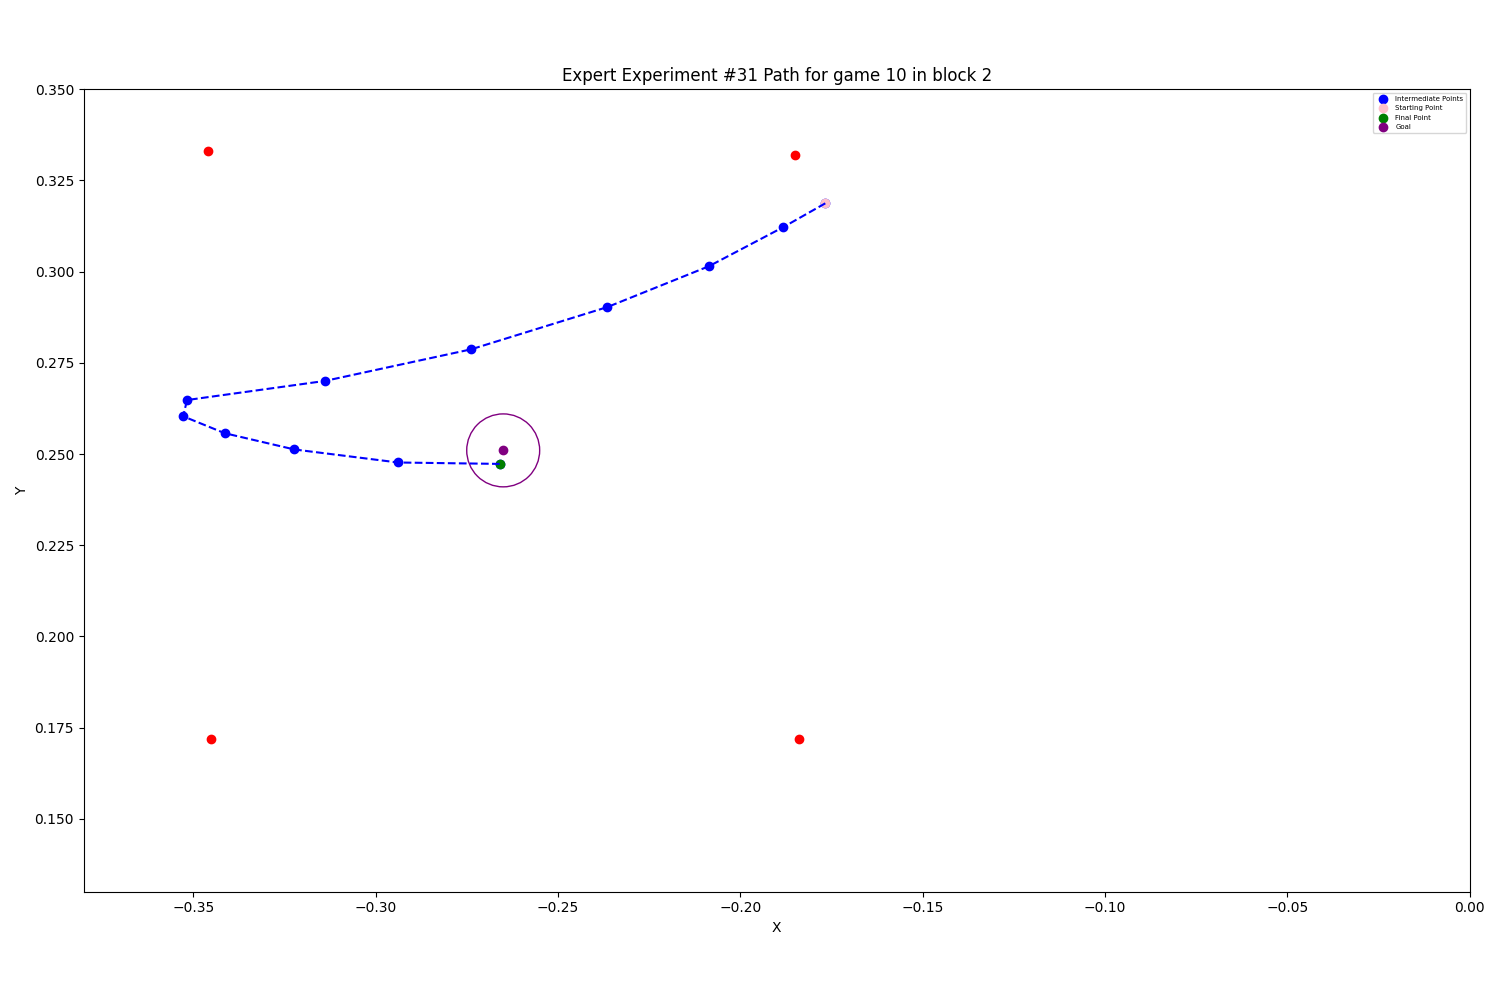 Expert Experiment #31 Path for game 10 in block 2
Intermediate Points
Starting Point
Final Point
Goal
0.350
0.325
0.300
0.275
0.250
0.225
0.200
0.175
0.150
Y
−0.35 −0.30 −0.25 −0.20 −0.15 −0.10 −0.05 0.00
X